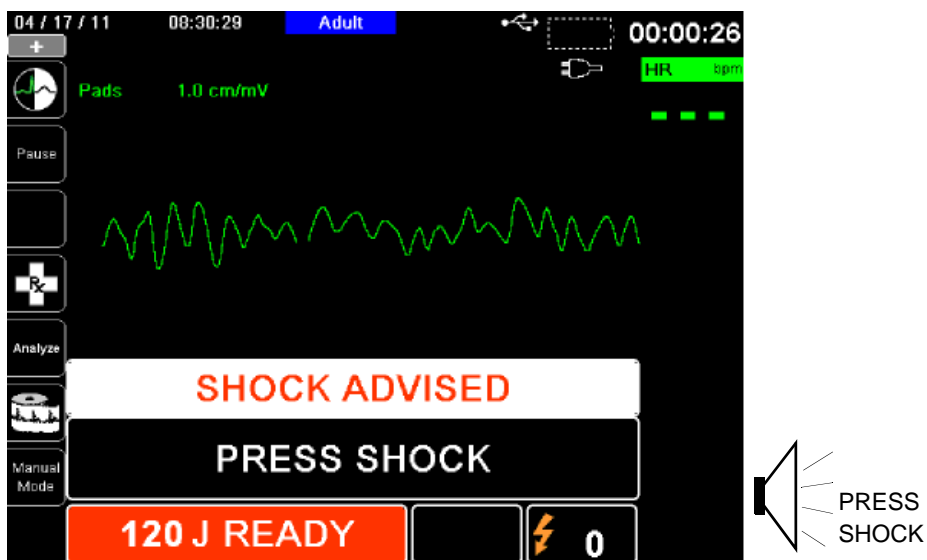 04 / 17 / 11 08:30:29 Adult 00:00:26
+
HR bpm
Pads 1.0 cm/mV
- - -
Pause
Rx
Analyze
SHOCK ADVISED
PRESS SHOCK
Manual
Mode
120 J READY 0
PRESS
SHOCK